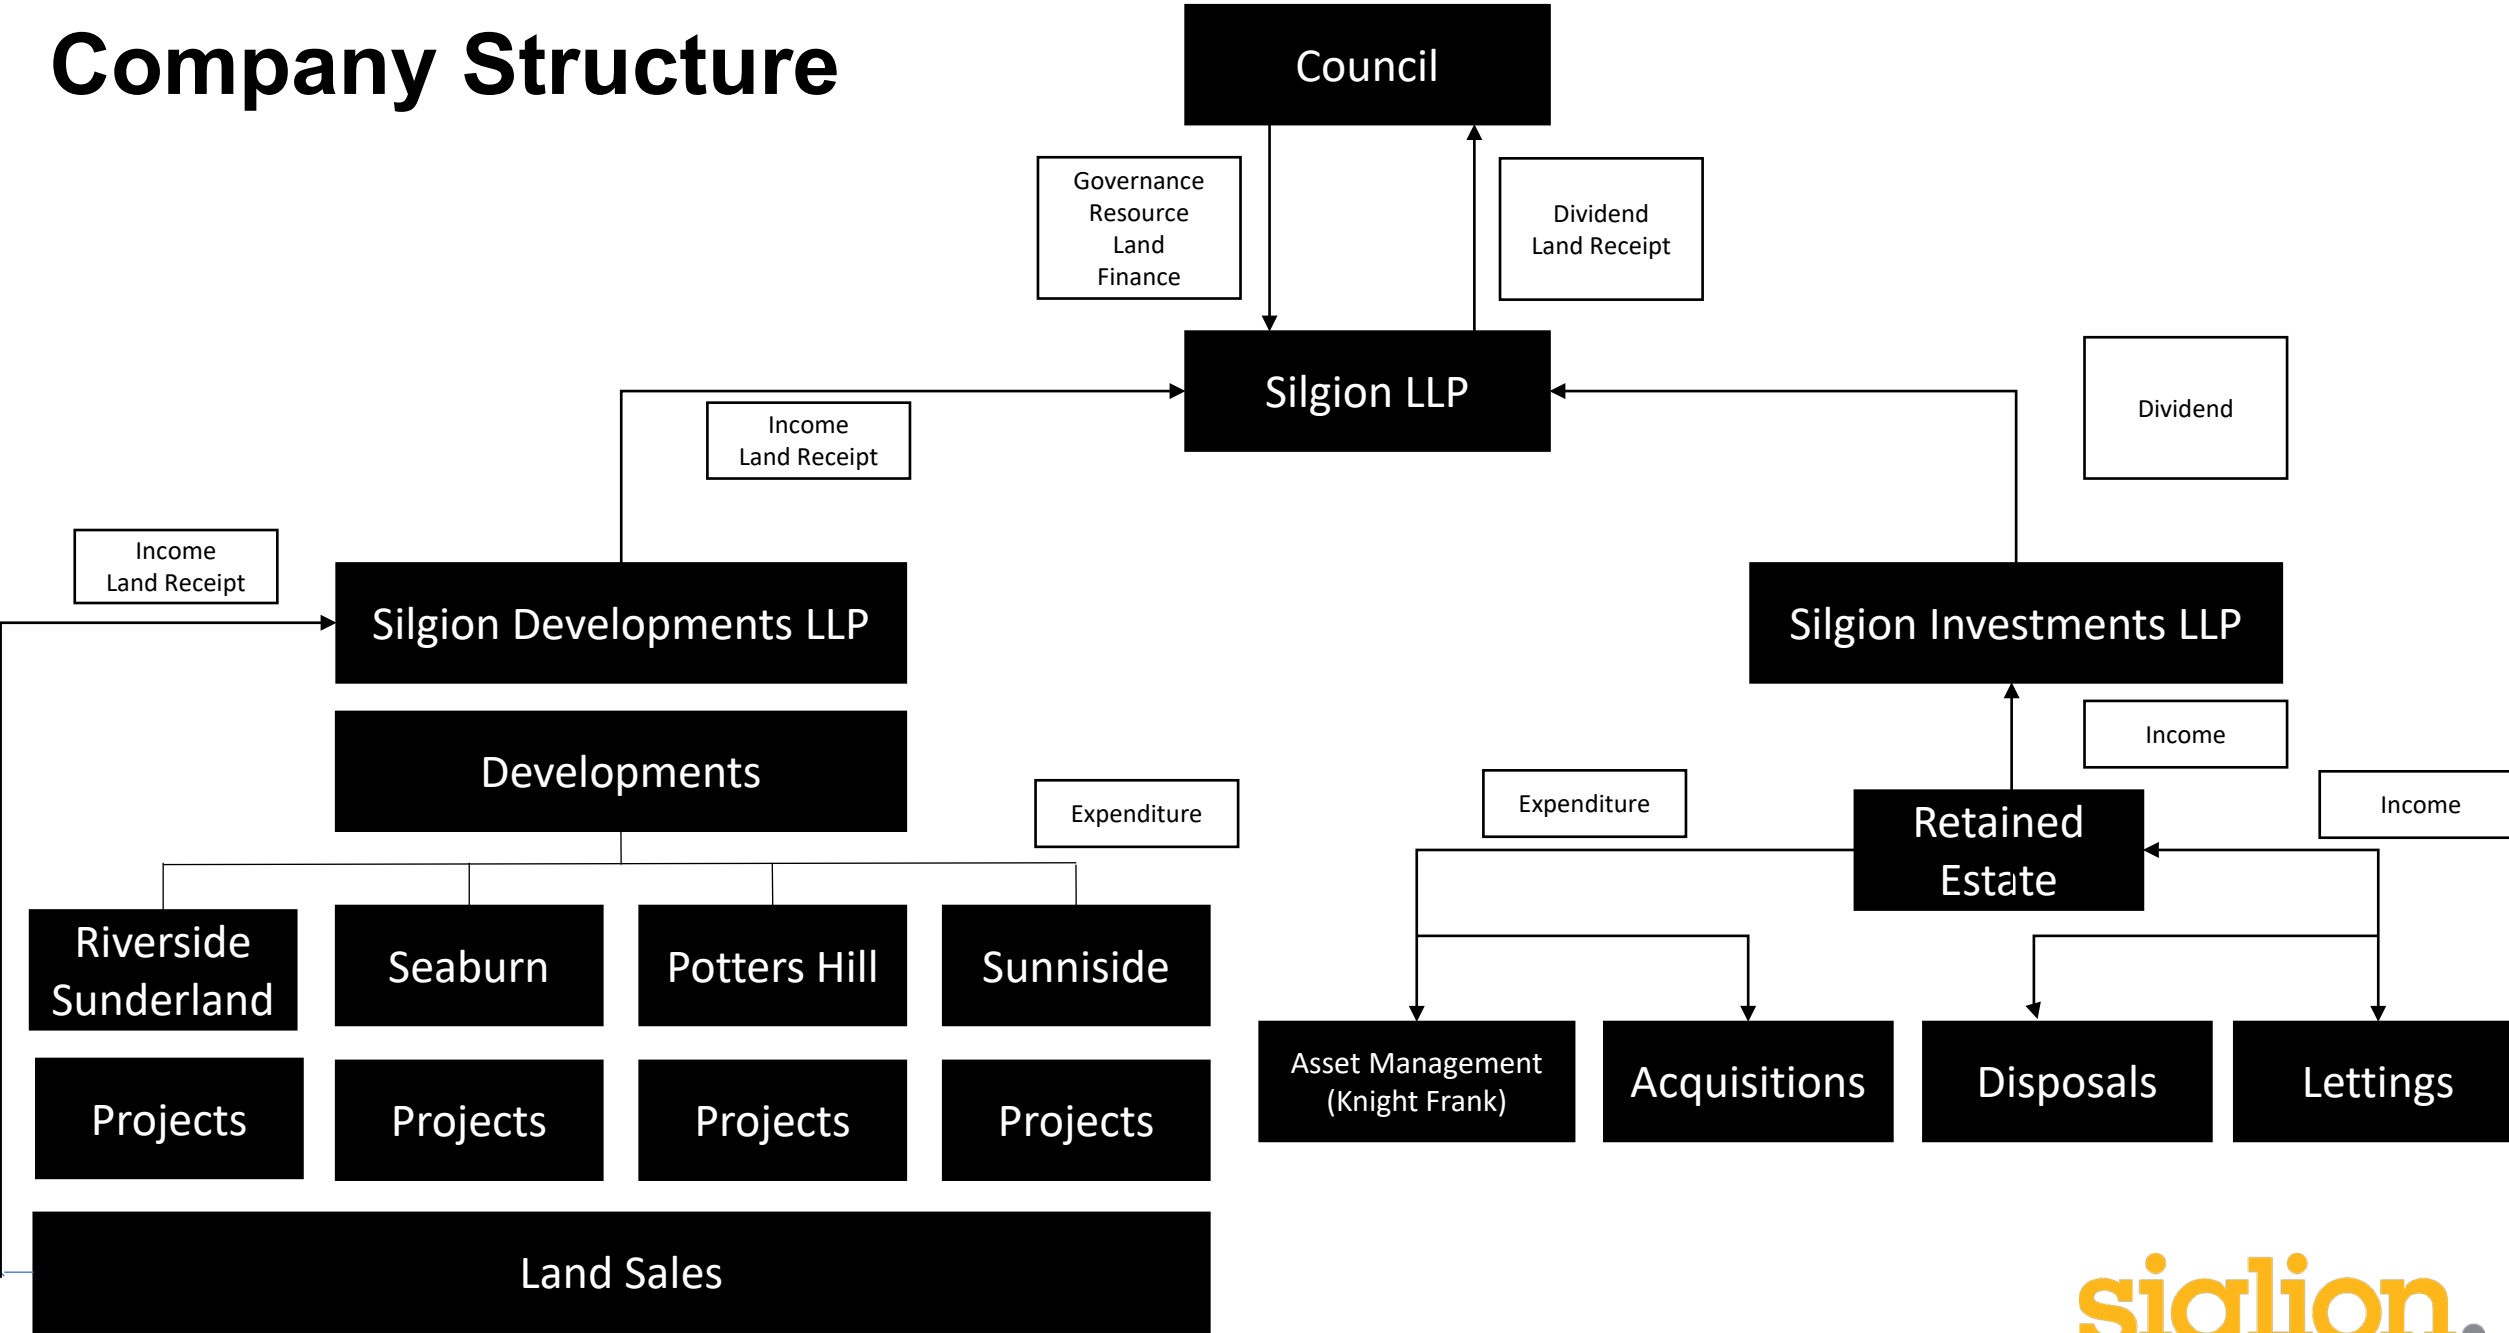 Company Structure
Council
Governance
Resource
Land
Finance
Dividend
Land Receipt
Silgion LLP
Income
Land Receipt
Dividend
Income
Land Receipt
Silgion Developments LLP
Silgion Investments LLP
Developments
Income
Expenditure
Expenditure
Income
Retained
Estate
Riverside
Sunderland
Seaburn
Potters Hill
Sunniside
Projects
Projects
Projects
Projects
Asset Management
(Knight Frank)
Acquisitions
Disposals
Lettings
Land Sales
siglion.